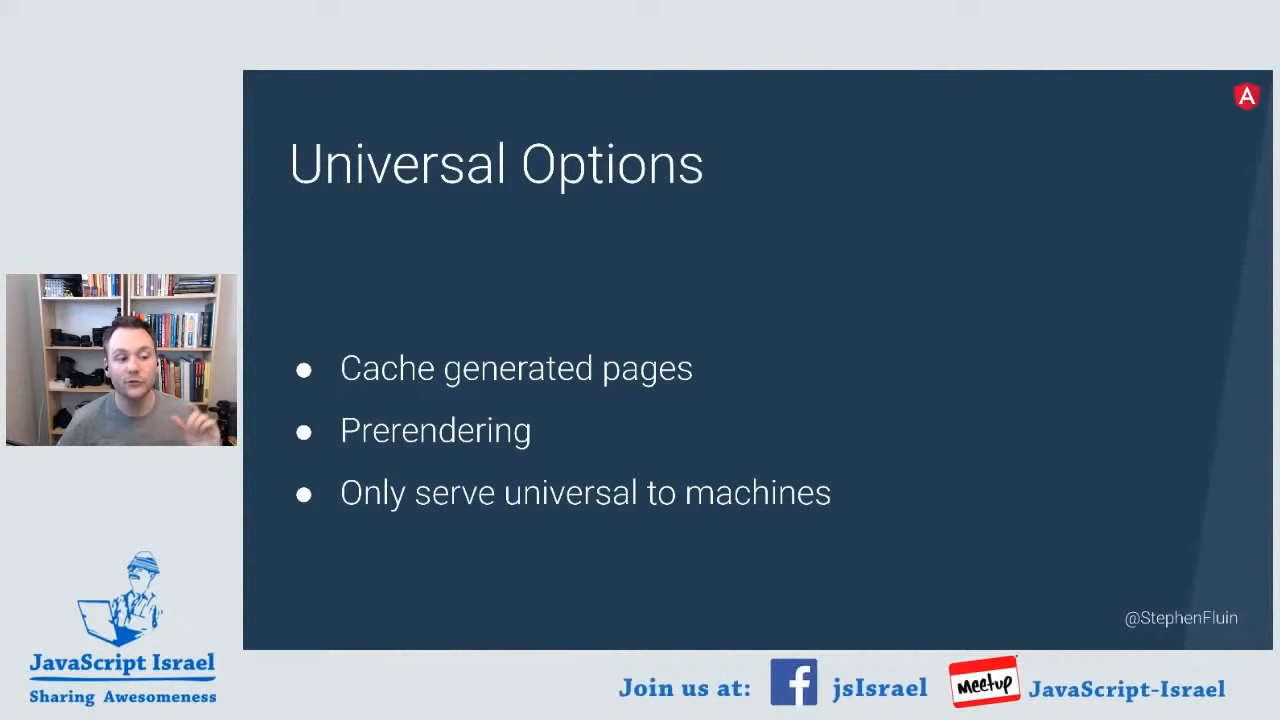 A
Universal Options
● Cache generated pages
● Prerendering
● Only serve universal to machines
@StephenFluin
JavaScript Israel
Sharing Awesomeness
Join us at: f jsIsrael Meetup JavaScript-Israel